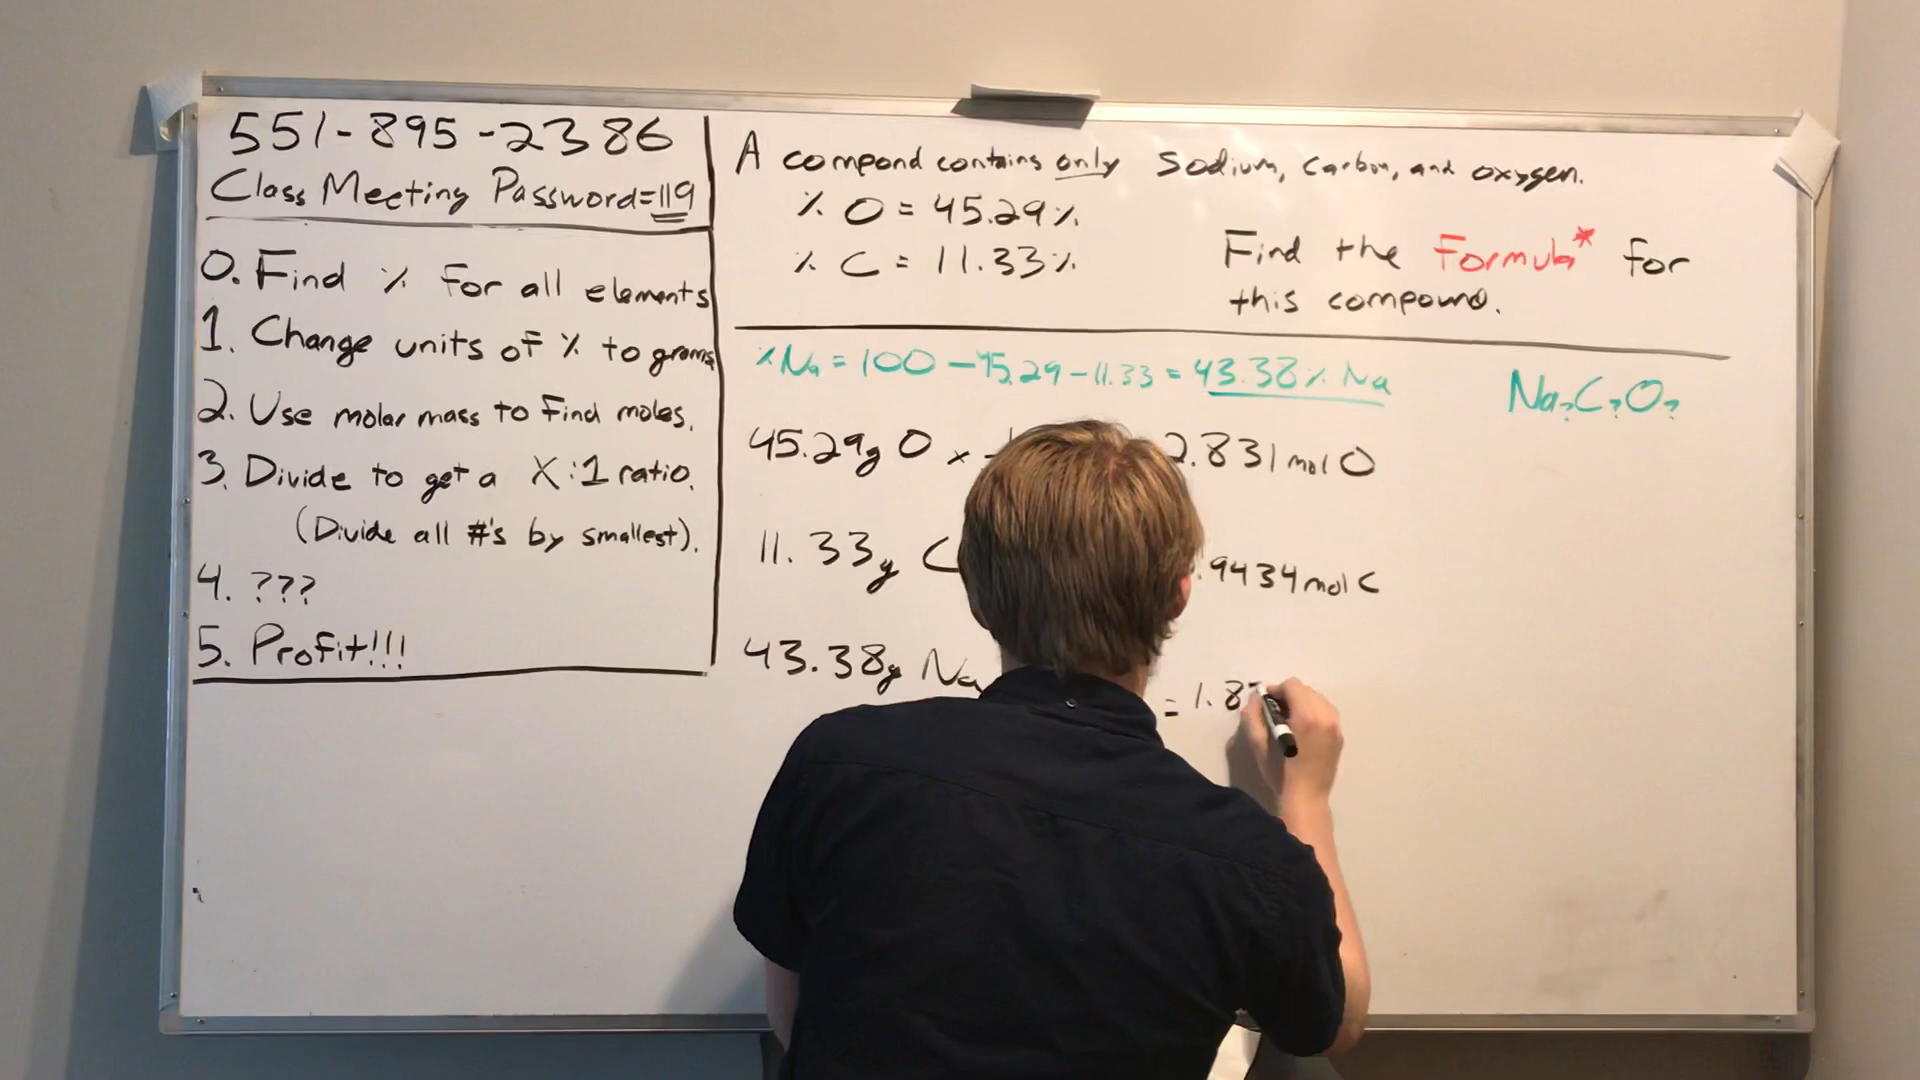 551-895-2386
Class Meeting Password=119
0. Find % for all elements
1. Change units of % to grams
2. Use molar mass to find moles.
3. Divide to get a X:1 ratio.
(Divide all #'s by smallest).
4. ???
5. Profit!!!
A compond contains only Sodium, Carbon, and oxygen.
% O = 45.29%
% C = 11.33%
Find the Formula* for
this compound.
%Na = 100 - 45.29 - 11.33 = 43.38% Na
Na?C?O?
45.29g O x 2.831 mol O
11.33g C .9434 mol C
43.38g Na = 1.8